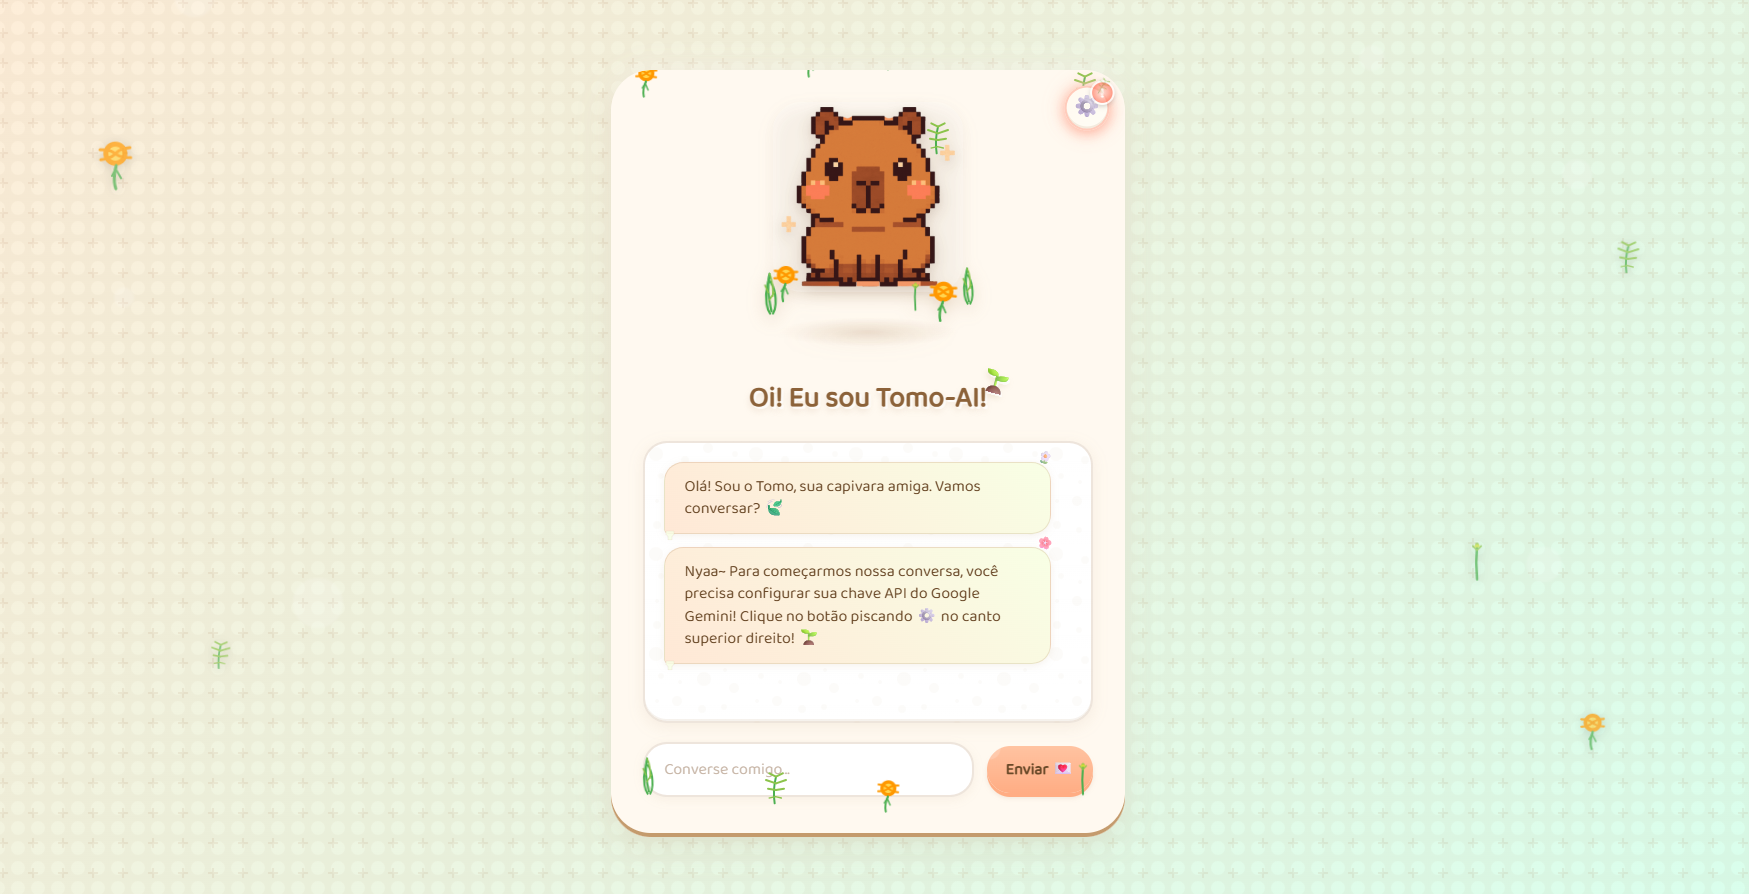 Oi! Eu sou Tomo-AI!
Olá! Sou o Tomo, sua capivara amiga. Vamos
conversar?
Nyaa~ Para começarmos nossa conversa, você
precisa configurar sua chave API do Google
Gemini! Clique no botão piscando ⚙️ no canto
superior direito!
Converse comigo...
Enviar